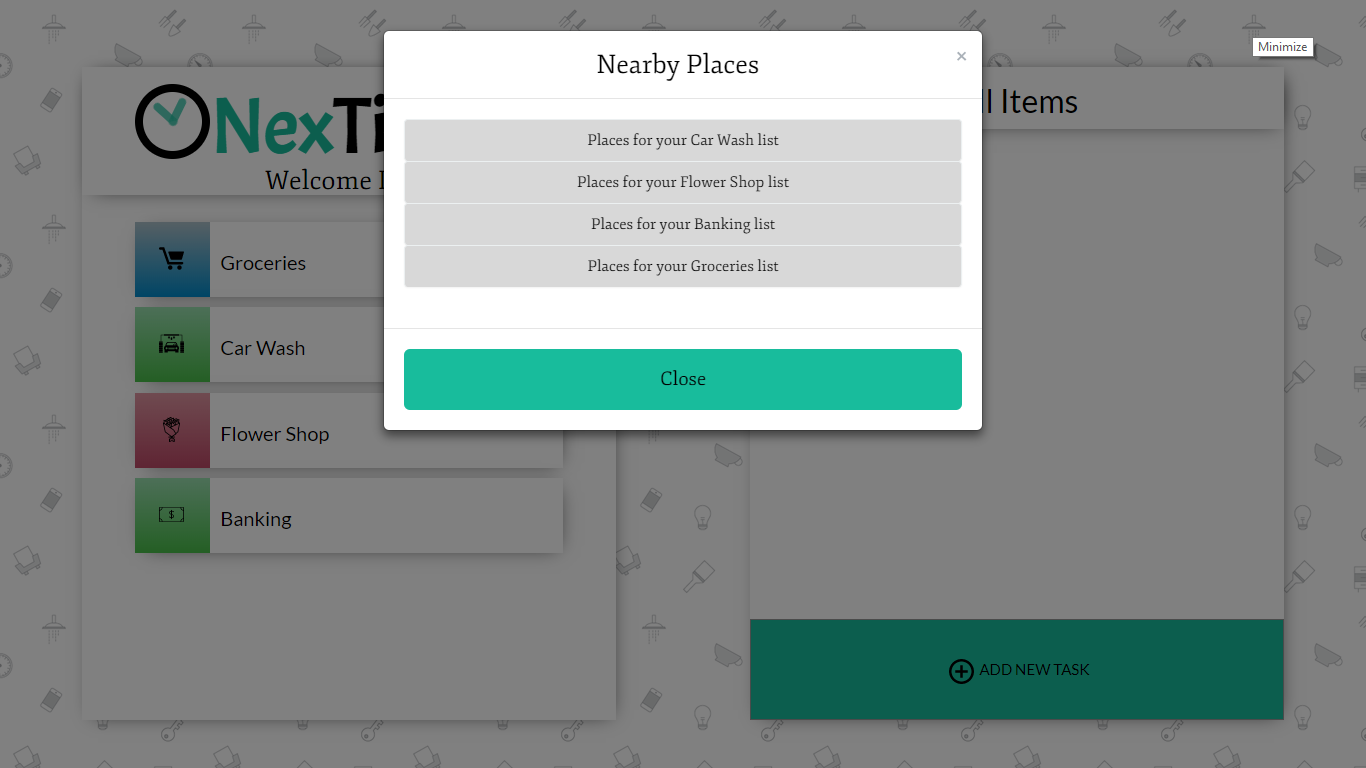 Nearby Places
×
Minimize
Places for your Car Wash list
Places for your Flower Shop list
Places for your Banking list
Places for your Groceries list
Close
NexTi
Welcome
ll Items
Groceries
Car Wash
Flower Shop
Banking
$
ADD NEW TASK